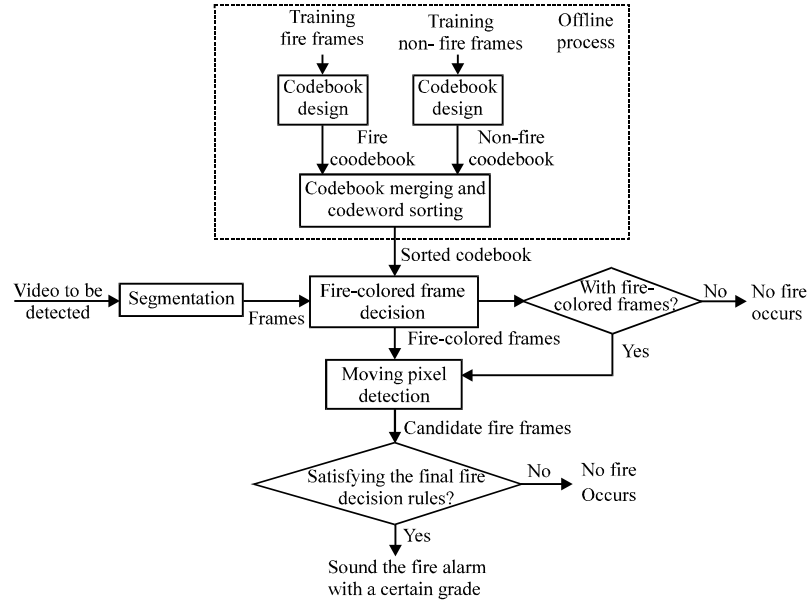 Training
fire frames
Training
non- fire frames
Offline
process
Codebook
design
Codebook
design
Fire
coodebook
Non-fire
coodebook
Codebook merging and
codeword sorting
Sorted codebook
Video to be
detected
Segmentation
Frames
Fire-colored frame
decision
With fire-
colored frames?
No
No fire
occurs
Fire-colored frames
Yes
Moving pixel
detection
Candidate fire frames
Satisfying the final fire
decision rules?
No
No fire
Occurs
Yes
Sound the fire alarm
with a certain grade